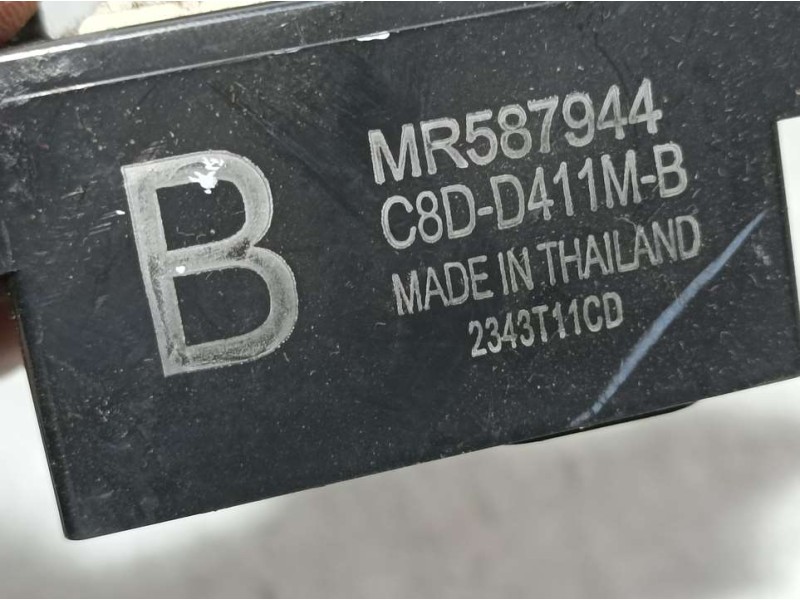 B
MR587944
C8D-D411M-B
MADE IN THAILAND
2343T11CD